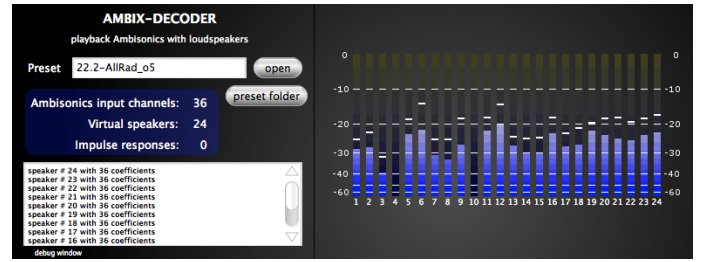 AMBIX-DECODER
playback Ambisonics with loudspeakers
Preset 22.2-AllRad_o5 open
preset folder
Ambisonics input channels: 36
Virtual speakers: 24
Impulse responses: 0
speaker # 24 with 36 coefficients
speaker # 23 with 36 coefficients
speaker # 22 with 36 coefficients
speaker # 21 with 36 coefficients
speaker # 20 with 36 coefficients
speaker # 19 with 36 coefficients
speaker # 18 with 36 coefficients
speaker # 17 with 36 coefficients
speaker # 16 with 36 coefficients
debug window
0 0
-10 -10
-20 -20
-30 -30
-40 -40
-60 -60
1 2 3 4 5 6 7 8 9 10 11 12 13 14 15 16 17 18 19 20 21 22 23 24